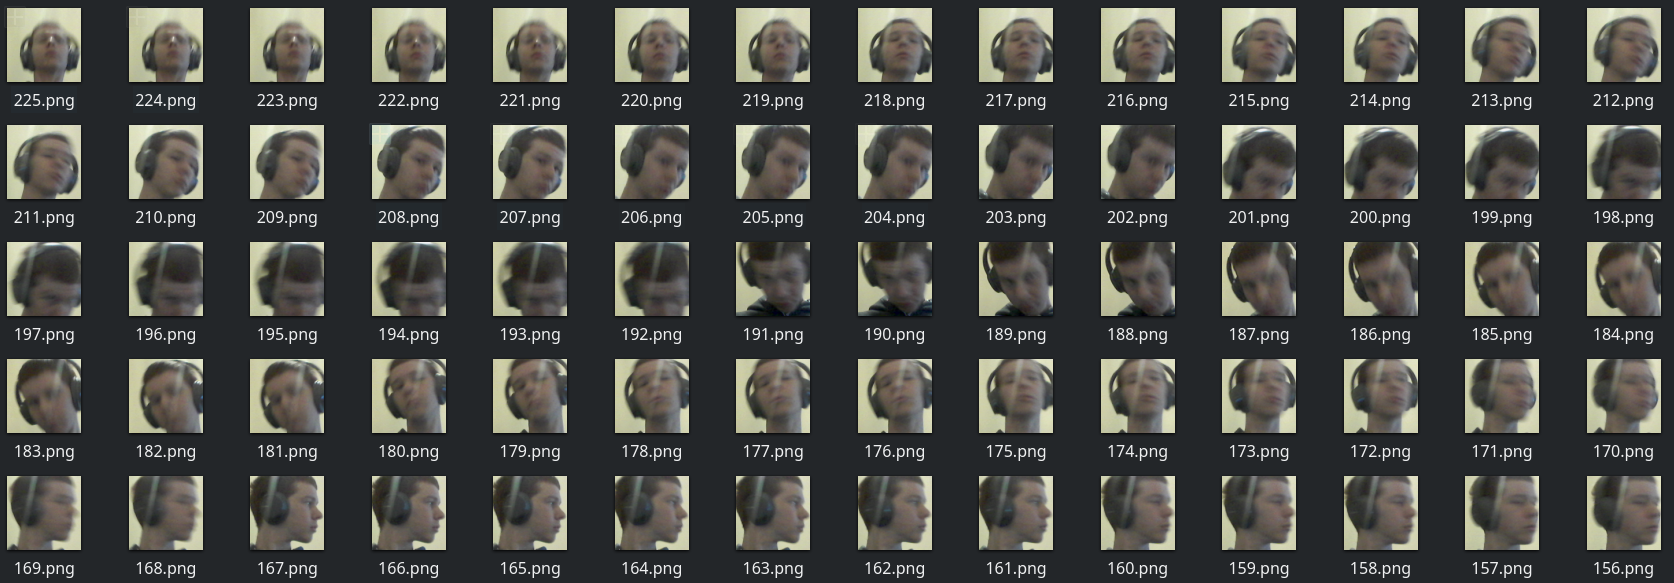 225.png 224.png 223.png 222.png 221.png 220.png 219.png 218.png 217.png 216.png 215.png 214.png 213.png 212.png
211.png 210.png 209.png 208.png 207.png 206.png 205.png 204.png 203.png 202.png 201.png 200.png 199.png 198.png
197.png 196.png 195.png 194.png 193.png 192.png 191.png 190.png 189.png 188.png 187.png 186.png 185.png 184.png
183.png 182.png 181.png 180.png 179.png 178.png 177.png 176.png 175.png 174.png 173.png 172.png 171.png 170.png
169.png 168.png 167.png 166.png 165.png 164.png 163.png 162.png 161.png 160.png 159.png 158.png 157.png 156.png